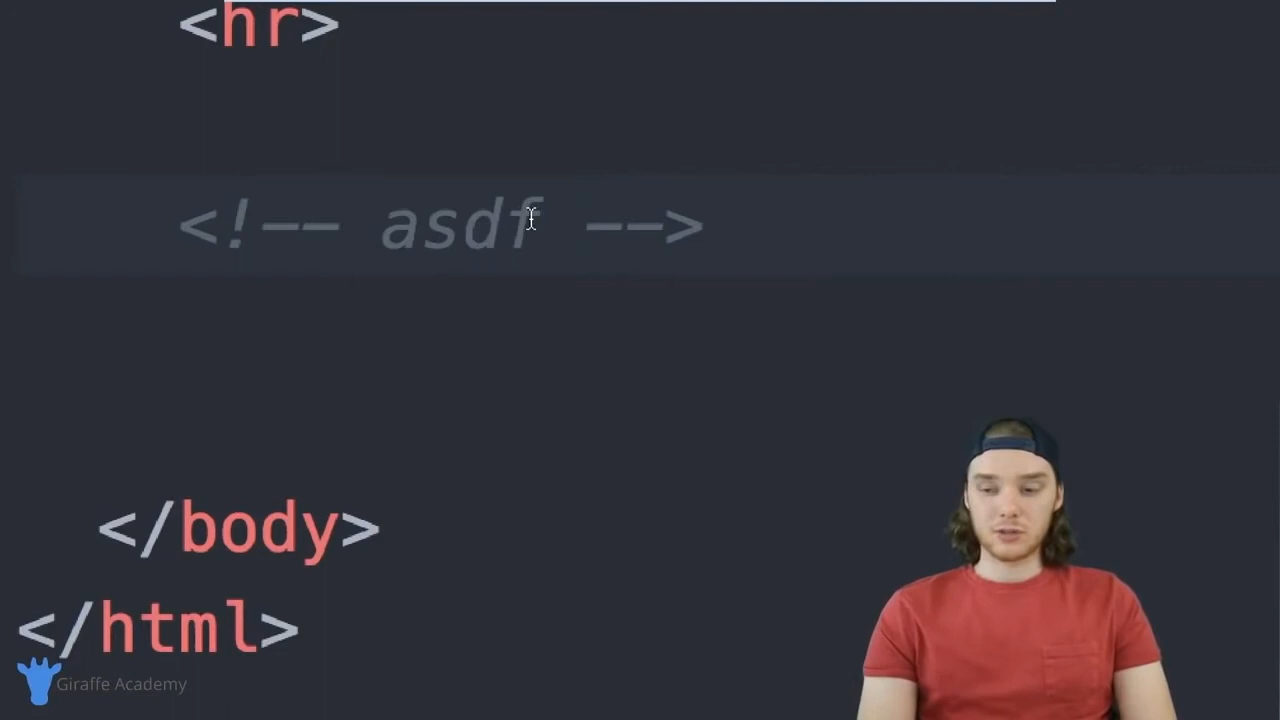 <hr>
<!-- asdf -->
</body>
</html>
Giraffe Academy